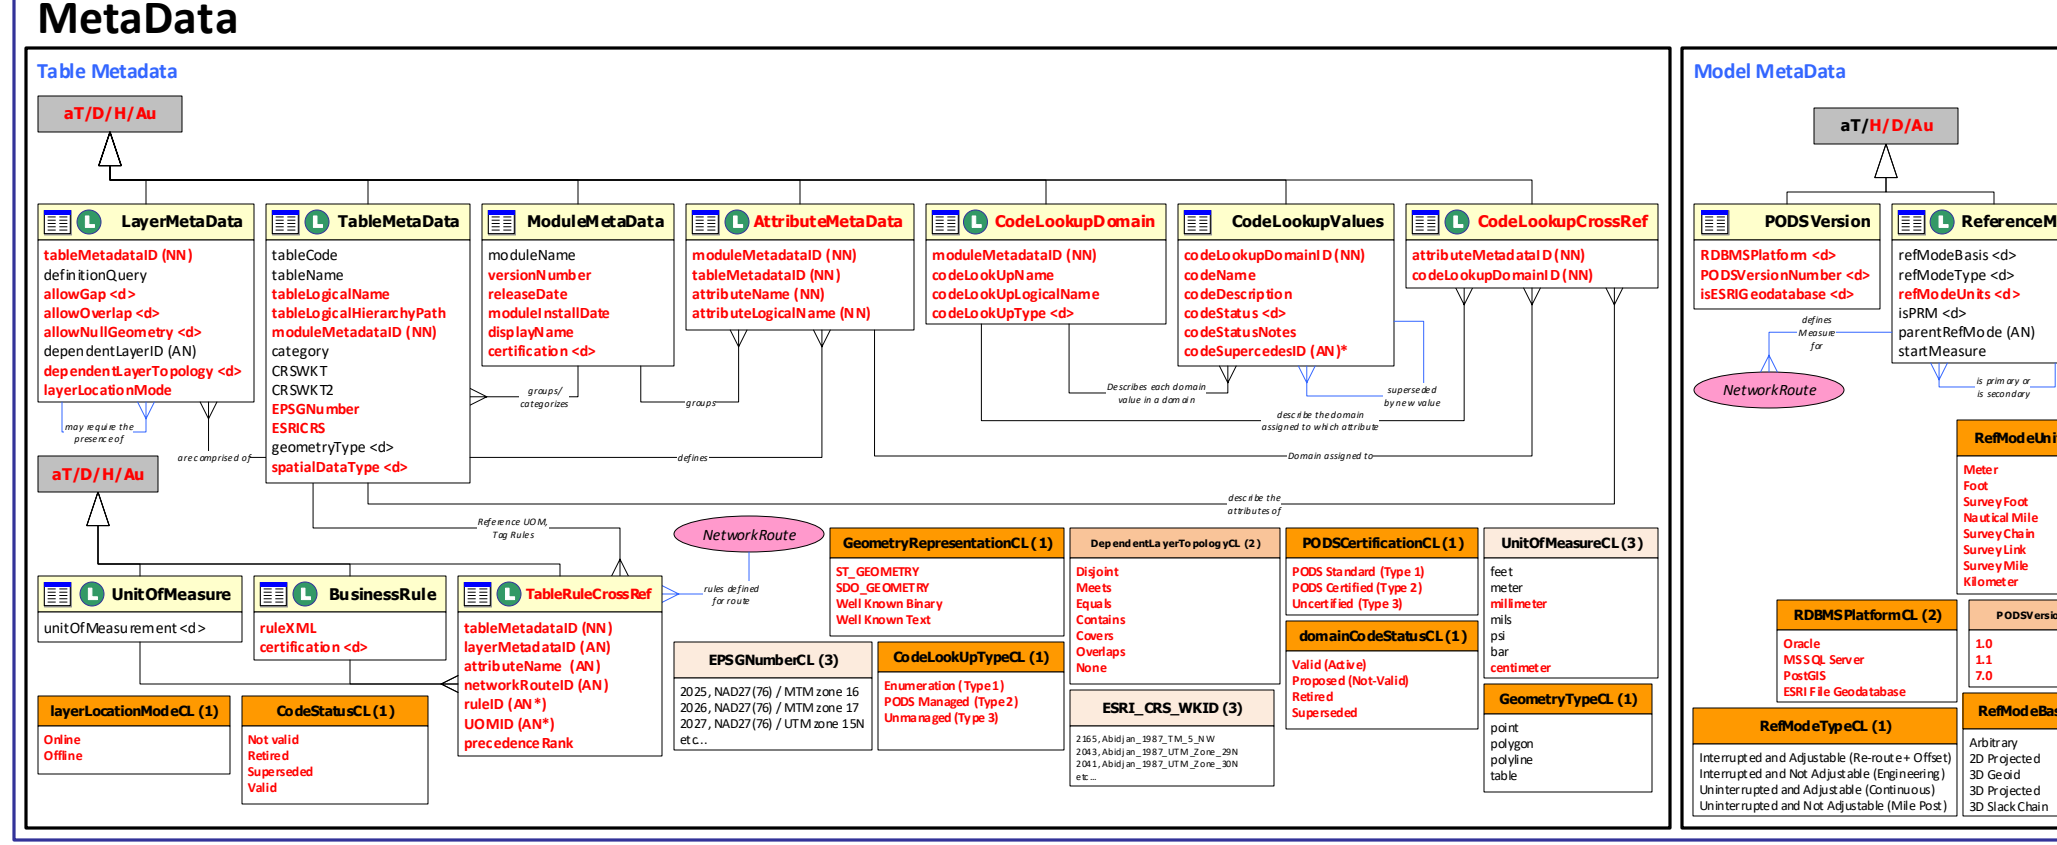 MetaData
Table Metadata
aT/D/H/Au
LayerMetaData
tableMetadataID (NN)
definitionQuery
allowGap <d>
allowOverlap <d>
allowNullGeometry <d>
dependentLayerID (AN)
dependentLayerTopology <d>
layerLocationMode
may require the
presence of
are comprised of
L
TableMetaData
tableCode
tableName
tableLogicalName
tableLogicalHierarchyPath
moduleMetadataID (NN)
category
CRSWKT
CRSWKT2
EPSGNumber
ESRICRS
geometryType <d>
spatialDataType <d>
L
ModuleMetaData
moduleName
versionNumber
releaseDate
moduleInstallDate
displayName
certification <d>
groups/
categorizes
groups
defines
L
AttributeMetaData
moduleMetadataID (NN)
tableMetadataID (NN)
attributeName (NN)
attributeLogicalName (NN)
L
CodeLookupDomain
moduleMetadataID (NN)
codeLookUpName
codeLookUpLogicalName
codeLookUpType <d>
L
CodeLookupValues
codeLookupDomainID (NN)
codeName
codeDescription
codeStatus <d>
codeStatusNotes
codeSupercedesID (AN)*
Describes each domain
value in a domain
superseded
by new value
describe the domain
assigned to which attribute
Domain assigned to
describe the
attributes of
L
CodeLookupCrossRef
attributeMetadataID (NN)
codeLookupDomainID (NN)
L
aT/D/H/Au
UnitOfMeasure
unitOfMeasurement <d>
L
BusinessRule
ruleXML
certification <d>
L
TableRuleCrossRef
tableMetadataID (NN)
layerMetadataID (AN)
attributeName (AN)
networkRouteID (AN)
ruleID (AN*)
UOMID (AN*)
precedenceRank
L
Reference UOM,
Tag Rules
NetworkRoute
rules defined
for route
layerLocationModeCL (1)
Online
Offline
CodeStatusCL (1)
Not valid
Retired
Superseded
Valid
EPSGNumberCL (3)
2025, NAD27(76) / MTM zone 16
2026, NAD27(76) / MTM zone 17
2027, NAD27(76) / UTM zone 15N
etc...
GeometryRepresentationCL (1)
ST_GEOMETRY
SDO_GEOMETRY
Well Known Binary
Well Known Text
CodeLookUpTypeCL (1)
Enumeration (Type 1)
PODS Managed (Type 2)
Unmanaged (Type 3)
DependentLayerTopologyCL (2)
Disjoint
Meets
Equals
Contains
Covers
Overlaps
None
ESRI_CRS_WKID (3)
2165, Abidjan_1987_TM_5_NW
2043, Abidjan_1987_UTM_Zone_29N
2041, Abidjan_1987_UTM_Zone_30N
etc...
PODSCertificationCL (1)
PODS Standard (Type 1)
PODS Certified (Type 2)
Uncertified (Type 3)
domainCodeStatusCL (1)
Valid (Active)
Proposed (Not-Valid)
Retired
Superseded
UnitOfMeasureCL (3)
feet
meter
millimeter
mils
psi
bar
centimeter
GeometryTypeCL (1)
point
polygon
polyline
table
Model MetaData
aT/H/D/Au
PODSVersion
RDBMSPlatform <d>
PODSVersionNumber <d>
isESRIGeodatabase <d>
L
ReferenceM
refModeBasis <d>
refModeType <d>
refModeUnits <d>
isPRM <d>
parentRefMode (AN)
startMeasure
defines
Measure
for
NetworkRoute
is primary or
is secondary
RefModeUni
Meter
Foot
Survey Foot
Nautical Mile
Survey Chain
Survey Link
Survey Mile
Kilometer
RDBMSPlatformCL (2)
Oracle
MS SQL Server
PostGIS
ESRI File Geodatabase
PODSVersio
1.0
1.1
7.0
RefModeTypeCL (1)
Interrupted and Adjustable (Re-route + Offset)
Interrupted and Not Adjustable (Engineering)
Uninterrupted and Adjustable (Continuous)
Uninterrupted and Not Adjustable (Mile Post)
RefModeBas
Arbitrary
2D Projected
3D Geoid
3D Projected
3D Slack Chain